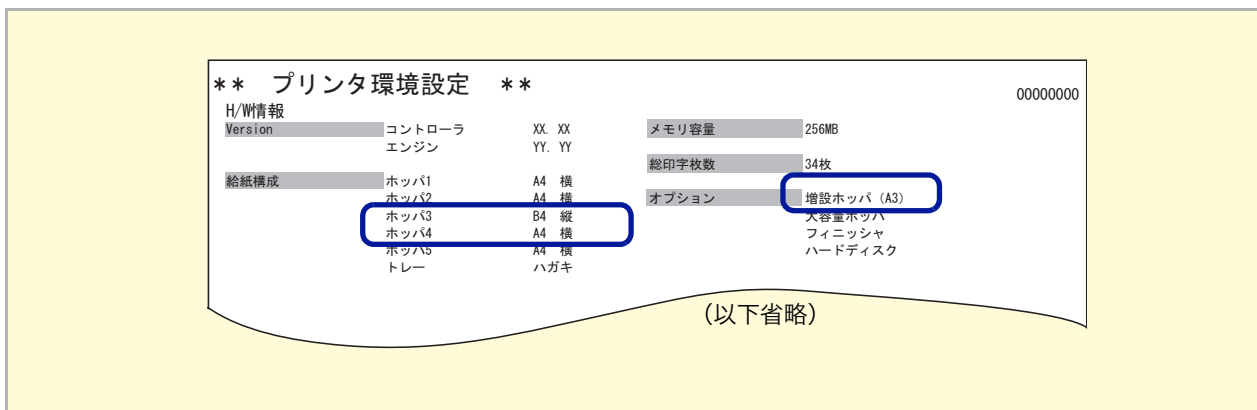 ** プリンタ環境設定 **
00000000
H/W情報
Version コントローラ XX. XX
エンジン YY. YY
給紙構成 ホッパ1 A4 横
ホッパ2 A4 横
ホッパ3 B4 縦
ホッパ4 A4 横
ホッパ5 A4 横
トレー ハガキ
メモリ容量 256MB
総印字枚数 34枚
オプション 増設ホッパ (A3)
大容量ホッパ
フィニッシャ
ハードディスク
(以下省略)